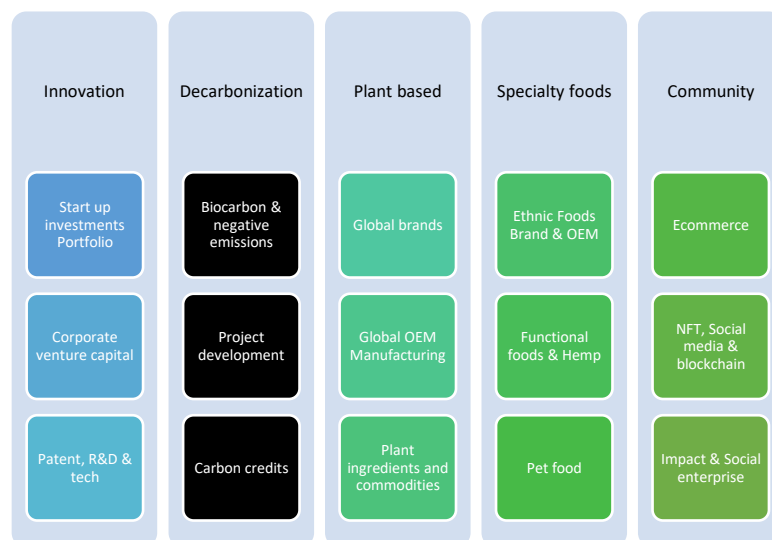 Innovation
Start up
investments
Portfolio
Corporate
venture capital
Patent, R&D &
tech
Decarbonization
Biocarbon &
negative
emissions
Project
development
Carbon credits
Plant based
Global brands
Global OEM
Manufacturing
Plant
ingredients and
commodities
Specialty foods
Ethnic Foods
Brand & OEM
Functional
foods & Hemp
Pet food
Community
Ecommerce
NFT, Social
media &
blockchain
Impact & Social
enterprise